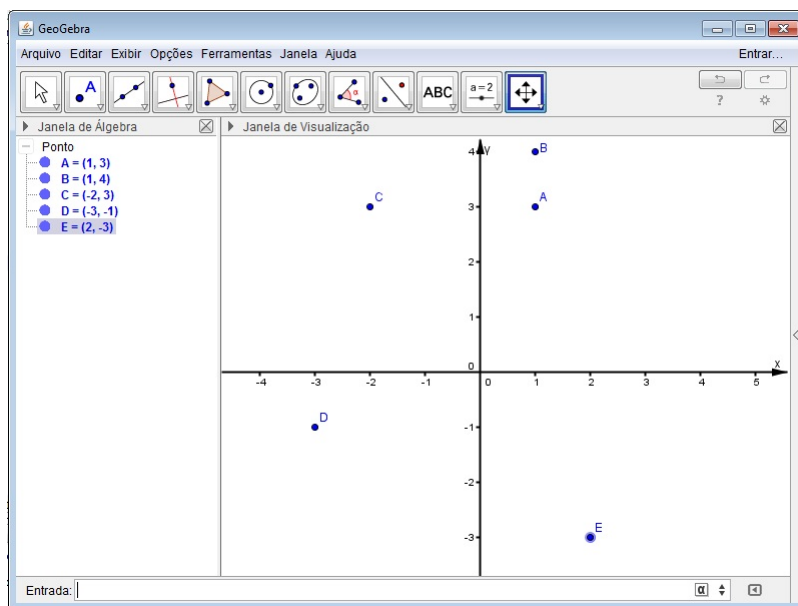 GeoGebra
Arquivo Editar Exibir Opções Ferramentas Janela Ajuda Entrar...
A α ABC a=2 ?
Janela de Álgebra
Janela de Visualização
Ponto
A = (1, 3)
B = (1, 4)
C = (-2, 3)
D = (-3, -1)
E = (2, -3)
4 y B
C 3 A
2
1
0 x
-4 -3 -2 -1 0 1 2 3 4 5
D
-1
-2
E
-3
Entrada: α